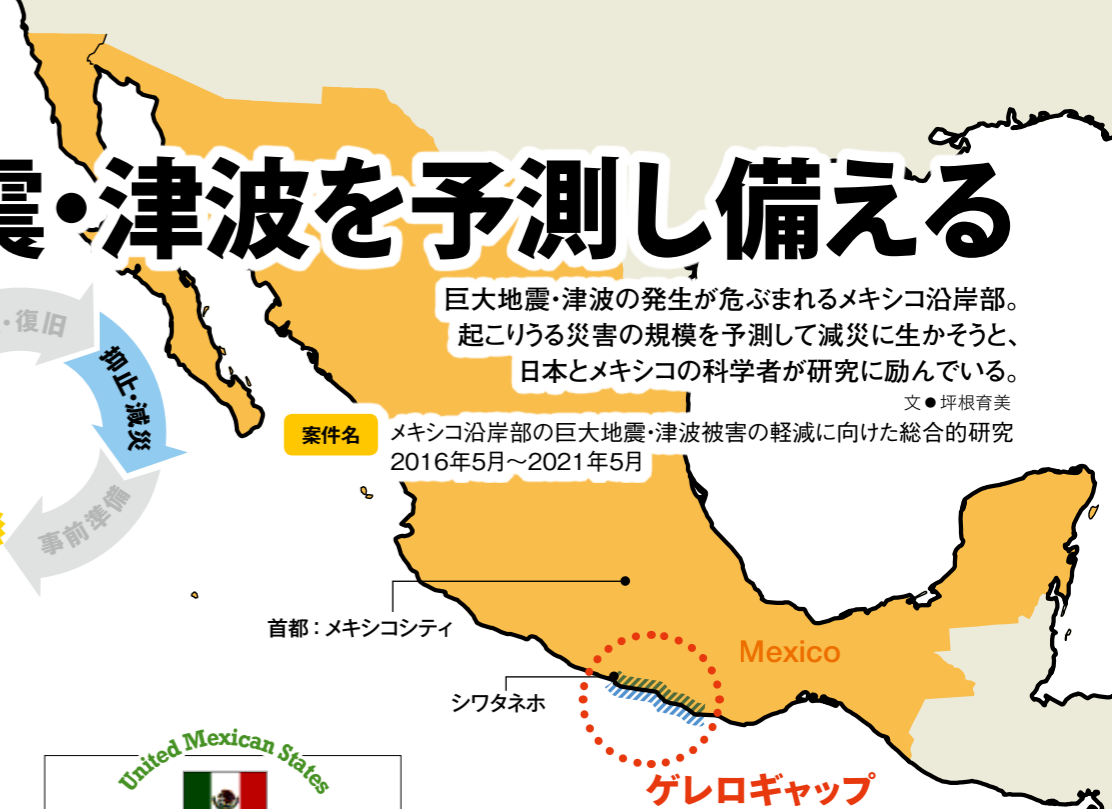 震・津波を予測し備える
巨大地震・津波の発生が危ぶまれるメキシコ沿岸部。
起こりうる災害の規模を予測して減災に生かそうと、
日本とメキシコの科学者が研究に励んでいる。
文●坪根育美
案件名
メキシコ沿岸部の巨大地震・津波被害の軽減に向けた総合的研究
2016年5月〜2021年5月
・復旧
抑止・減災
事前準備
首都：メキシコシティ
Mexico
シワタネホ
ゲレロギャップ
United Mexican States